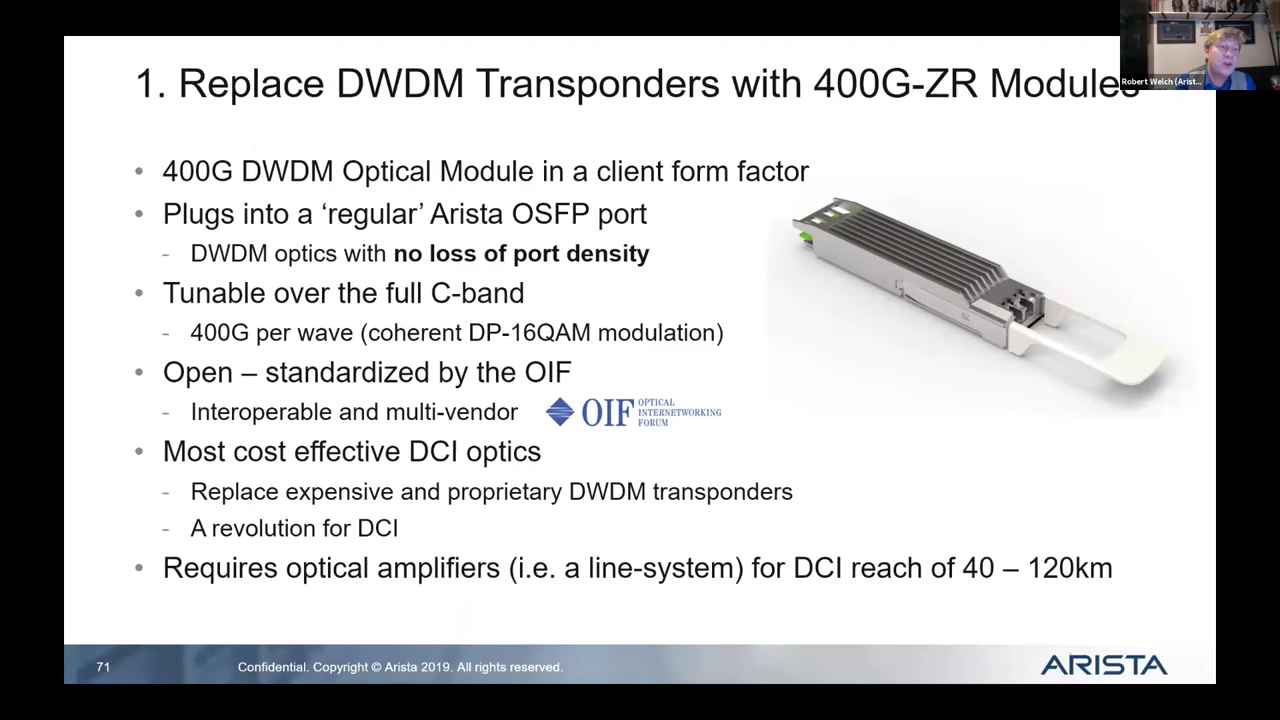 1. Replace DWDM Transponders with 400G-ZR Modules
Robert Welch (Arist...
• 400G DWDM Optical Module in a client form factor
• Plugs into a ‘regular’ Arista OSFP port
- DWDM optics with no loss of port density
• Tunable over the full C-band
- 400G per wave (coherent DP-16QAM modulation)
• Open – standardized by the OIF
- Interoperable and multi-vendor
OIF
OPTICAL
INTERNETWORKING
FORUM
• Most cost effective DCI optics
- Replace expensive and proprietary DWDM transponders
- A revolution for DCI
• Requires optical amplifiers (i.e. a line-system) for DCI reach of 40 – 120km
71
Confidential. Copyright © Arista 2019. All rights reserved.
ARISTA